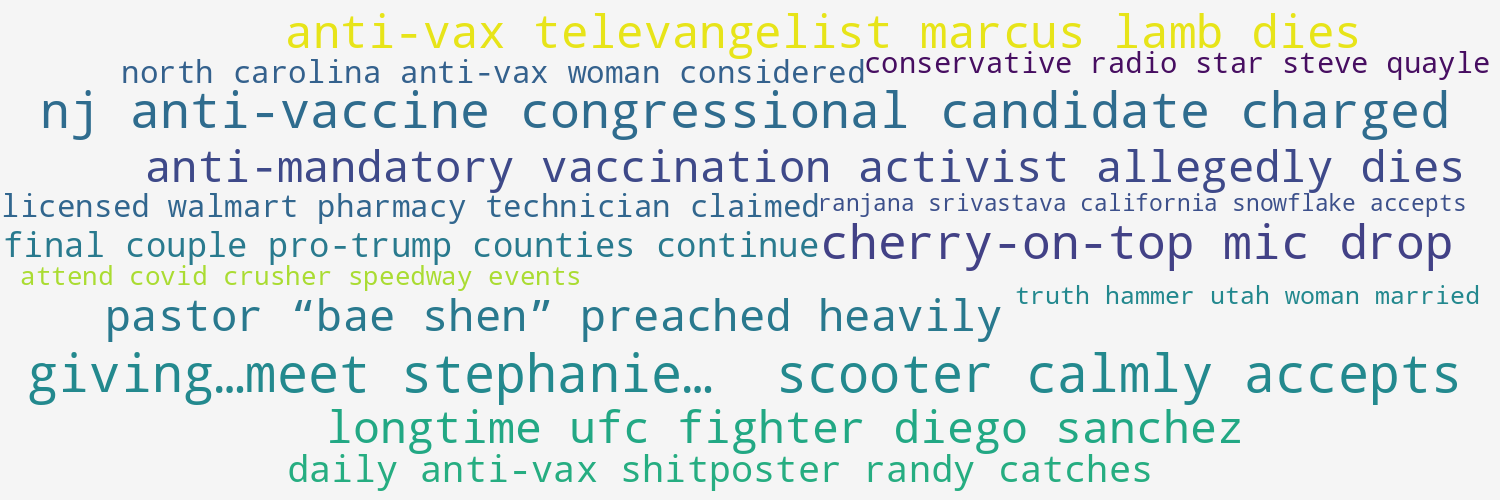 anti-vax televangelist marcus lamb dies
conservative radio star steve quayle
north carolina anti-vax woman considered
nj anti-vaccine congressional candidate charged
anti-mandatory vaccination activist allegedly dies
licensed walmart pharmacy technician claimed
ranjana srivastava california snowflake accepts
final couple pro-trump counties continue
cherry-on-top mic drop
attend covid crusher speedway events
truth hammer utah woman married
pastor “bae shen” preached heavily
giving…meet stephanie…
scooter calmly accepts
longtime ufc fighter diego sanchez
daily anti-vax shitposter randy catches